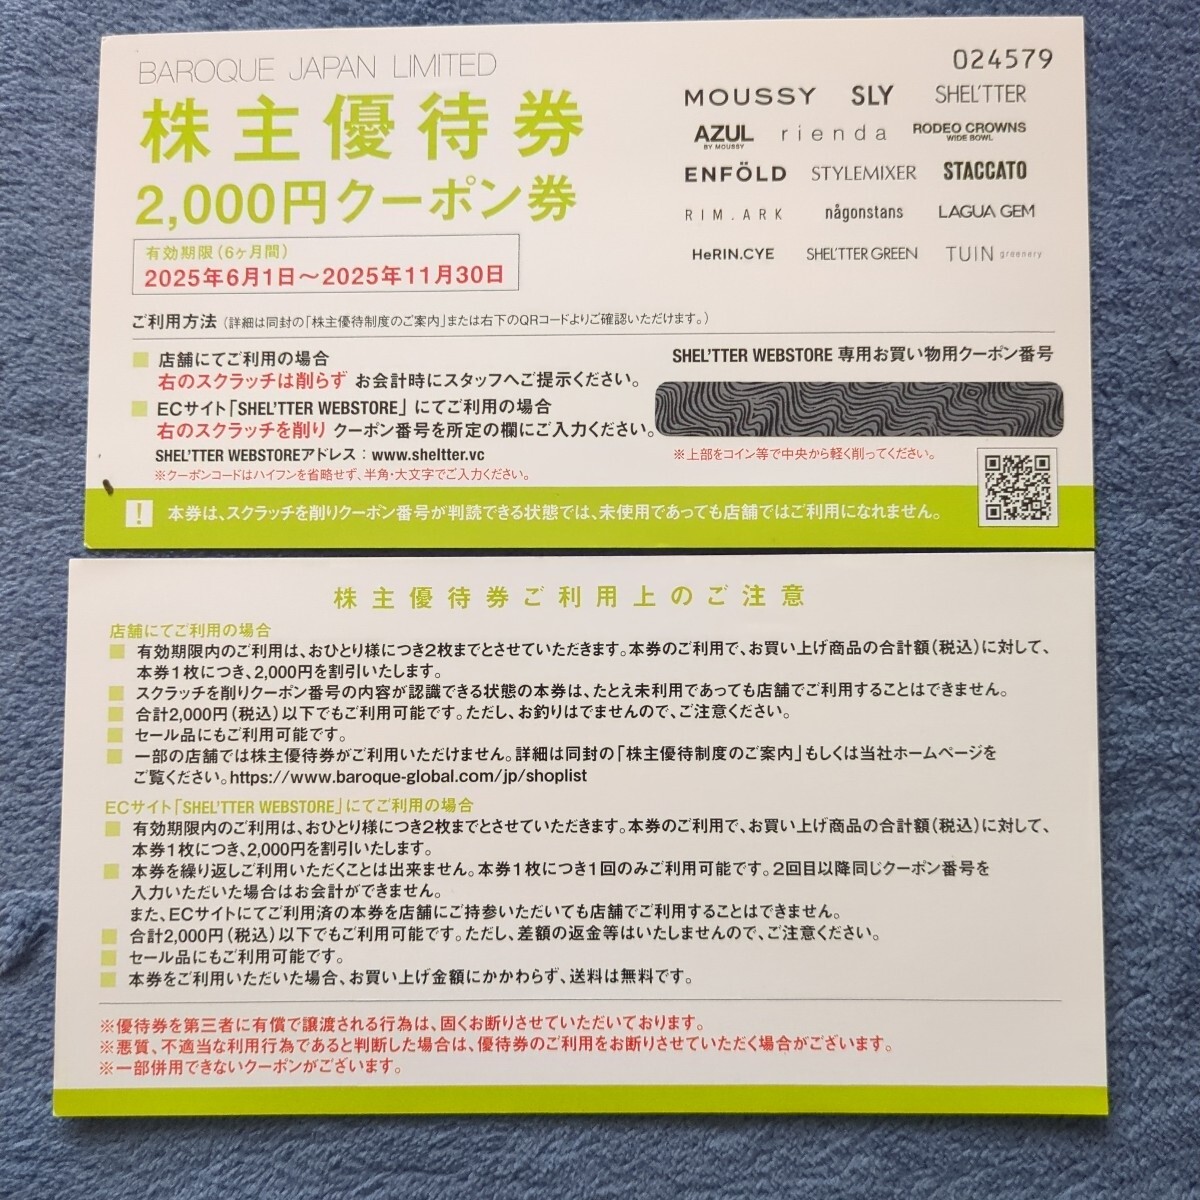 BAROQUE JAPAN LIMITED
024579
株主優待券
2,000円クーポン券
有効期限（6ヶ月間）
2025年6月1日～2025年11月30日
MOUSSY SLY SHEL'TTER
AZUL BY MOUSSY rienda RODEO CROWNS WIDE BOWL
ENFÖLD STYLEMIXER STACCATO
RIM.ARK någonstans LAGUA GEM
HeRIN.CYE SHEL'TTER GREEN TUIN greenery
ご利用方法（詳細は同封の「株主優待制度のご案内」または右下のQRコードよりご確認いただけます。）
■ 店舗にてご利用の場合
右のスクラッチは削らず お会計時にスタッフへご提示ください。
■ ECサイト「SHEL'TTER WEBSTORE」にてご利用の場合
右のスクラッチを削り クーポン番号を所定の欄にご入力ください。
SHEL'TTER WEBSTOREアドレス：www.sheltter.vc
※クーポンコードはハイフンを省略せず、半角・大文字でご入力ください。
SHEL'TTER WEBSTORE 専用お買い物用クーポン番号
※上部をコイン等で中央から軽く削ってください。
! 本券は、スクラッチを削りクーポン番号が判読できる状態では、未使用であっても店舗ではご利用になれません。
株主優待券ご利用上のご注意
店舗にてご利用の場合
■ 有効期限内のご利用は、おひとり様につき2枚までとさせていただきます。本券のご利用で、お買い上げ商品の合計額（税込）に対して、
本券1枚につき、2,000円を割引いたします。
■ スクラッチを削りクーポン番号の内容が認識できる状態の本券は、たとえ未利用であっても店舗でご利用することはできません。
■ 合計2,000円（税込）以下でもご利用可能です。ただし、お釣りはでませんので、ご注意ください。
■ セール品にもご利用可能です。
■ 一部の店舗では株主優待券がご利用いただけません。詳細は同封の「株主優待制度のご案内」もしくは当社ホームページを
ご覧ください。https://www.baroque-global.com/jp/shoplist
ECサイト「SHEL'TTER WEBSTORE」にてご利用の場合
■ 有効期限内のご利用は、おひとり様につき2枚までとさせていただきます。本券のご利用で、お買い上げ商品の合計額（税込）に対して、
本券1枚につき、2,000円を割引いたします。
■ 本券を繰り返しご利用いただくことは出来ません。本券1枚につき1回のみご利用可能です。2回目以降同じクーポン番号を
入力いただいた場合はお会計ができません。
また、ECサイトにてご利用済の本券を店舗にご持参いただいても店舗でご利用することはできません。
■ 合計2,000円（税込）以下でもご利用可能です。ただし、差額の返金等はいたしませんので、ご注意ください。
■ セール品にもご利用可能です。
■ 本券をご利用いただいた場合、お買い上げ金額にかかわらず、送料は無料です。
※優待券を第三者に有償で譲渡される行為は、固くお断りさせていただいております。
※悪質、不適当な利用行為であると判断した場合は、優待券のご利用をお断りさせていただく場合がございます。
※一部併用できないクーポンがございます。